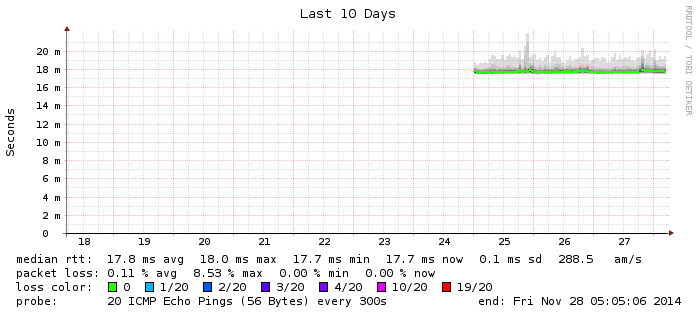 Last 10 Days
RRDTOOL / TOBI OETIKER
Seconds
20 m
18 m
16 m
14 m
12 m
10 m
8 m
6 m
4 m
2 m
0
18 19 20 21 22 23 24 25 26 27
median rtt: 17.8 ms avg 18.0 ms max 17.7 ms min 17.7 ms now 0.1 ms sd 288.5 am/s
packet loss: 0.11 % avg 8.53 % max 0.00 % min 0.00 % now
loss color: 0 1/20 2/20 3/20 4/20 10/20 19/20
probe: 20 ICMP Echo Pings (56 Bytes) every 300s end: Fri Nov 28 05:05:06 2014